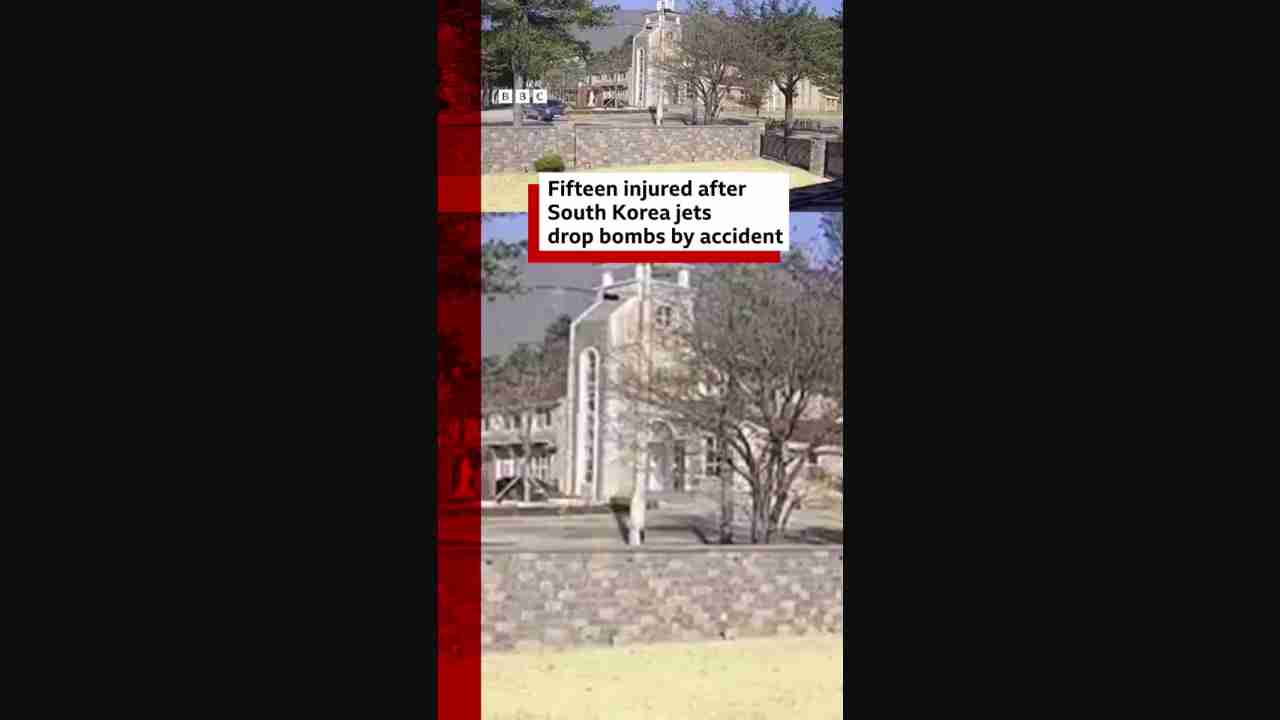 BBC
Fifteen injured after
South Korea jets
drop bombs by accident